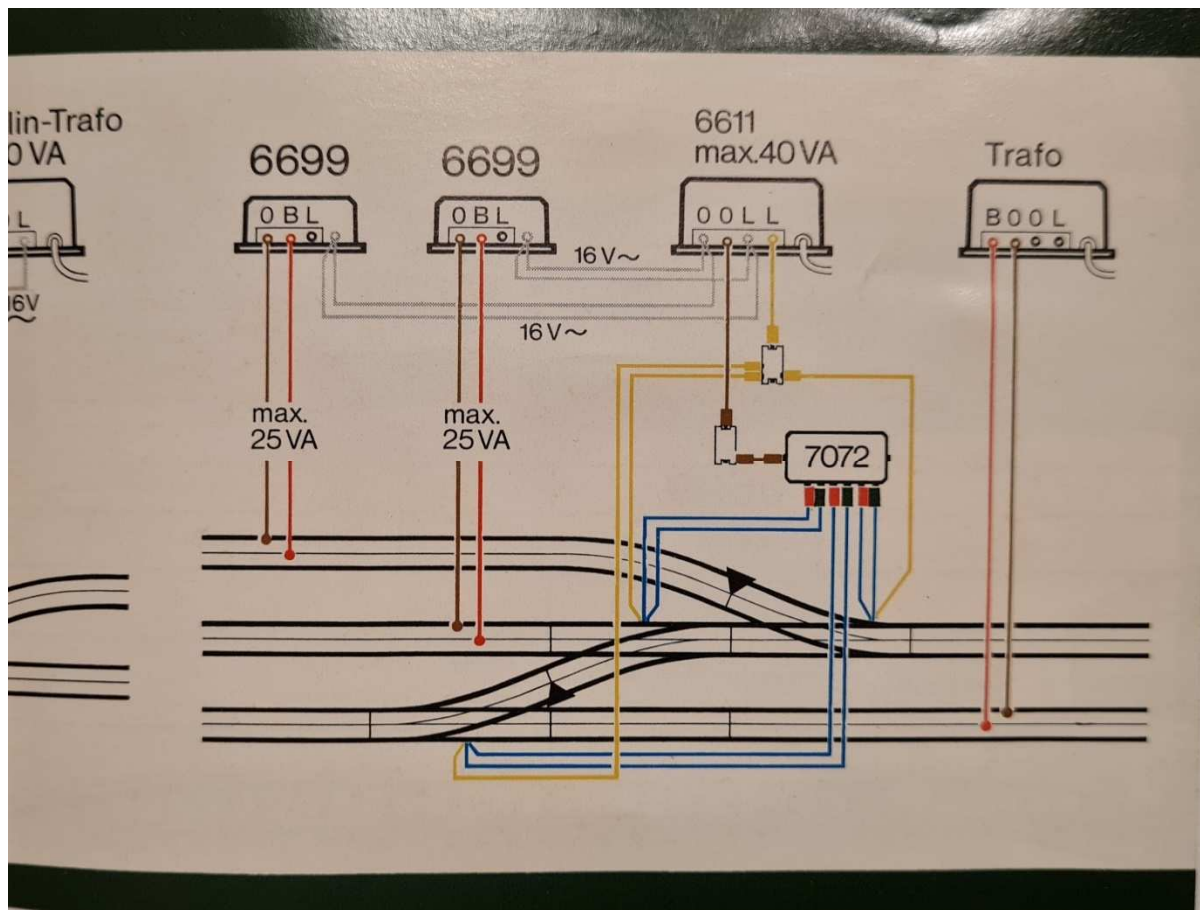 lin-Trafo
0 VA
L
16V
~
6699
0 B L
6699
0 B L
6611
max.40 VA
0 0 L L
Trafo
B 0 0 L
16 V~
16 V~
max.
25 VA
max.
25 VA
7072